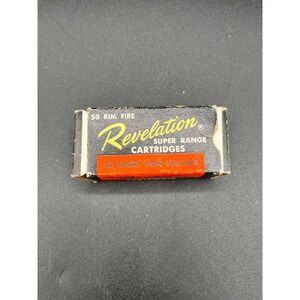 50 RIM FIRE
Revelation®
SUPER RANGE
CARTRIDGES